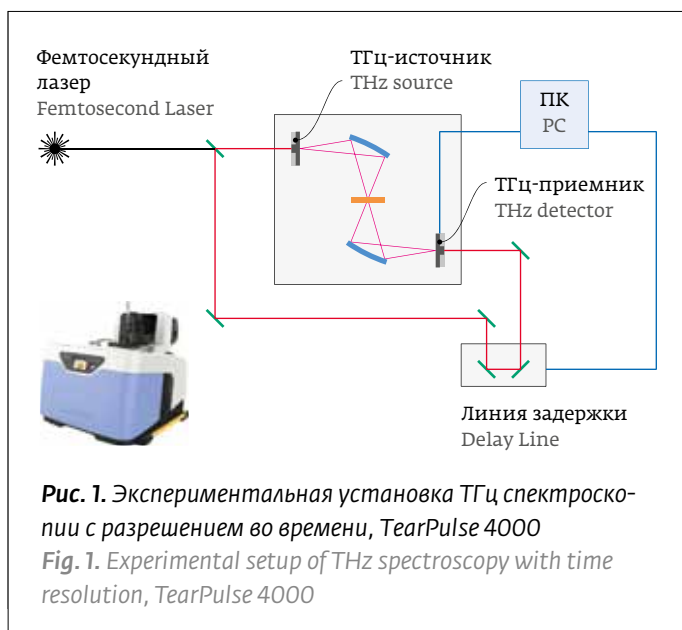 Фемтосекундный
лазер
Femtosecond Laser
ТГц-источник
THz source
ПК
PC
ТГц-приемник
THz detector
Линия задержки
Delay Line
Рис. 1. Экспериментальная установка ТГц спектроско-
пии с разрешением во времени, TearPulse 4000
Fig. 1. Experimental setup of THz spectroscopy with time
resolution, TearPulse 4000